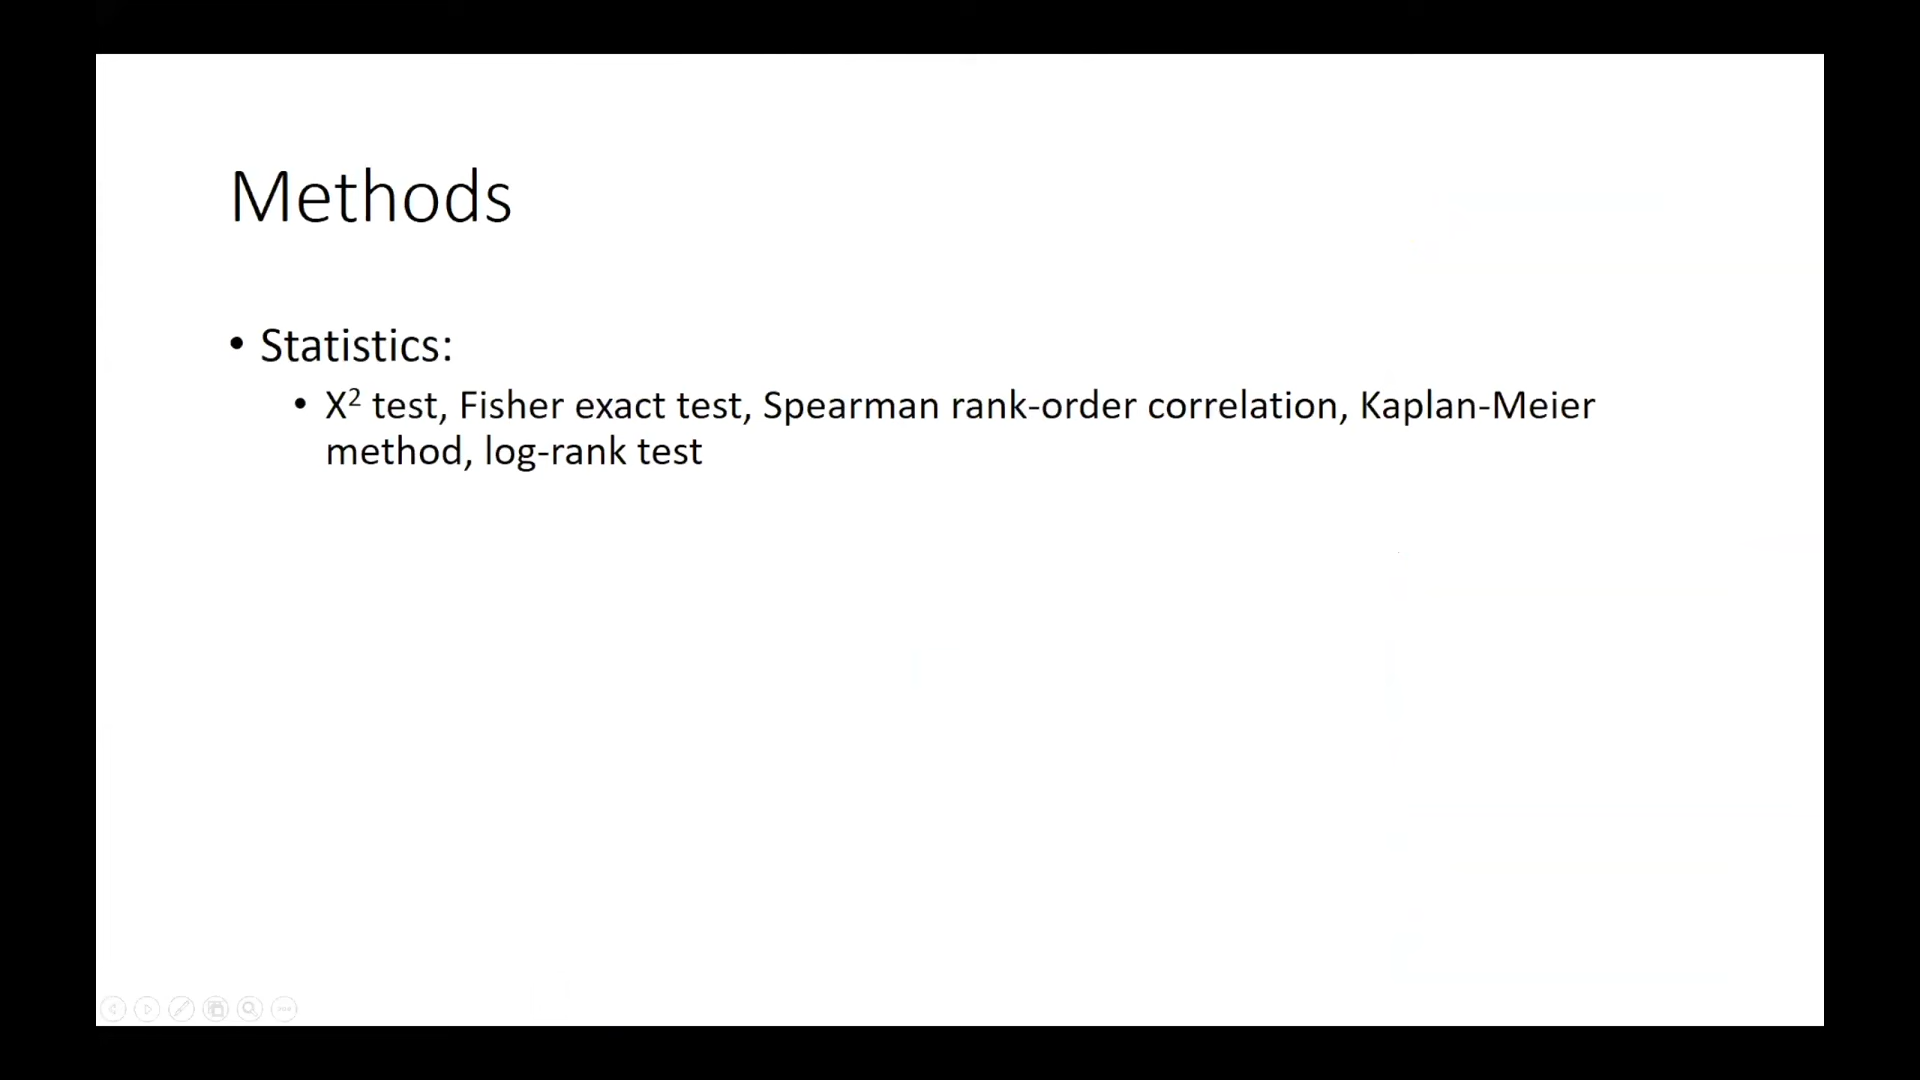 Methods
• Statistics:
• X² test, Fisher exact test, Spearman rank-order correlation, Kaplan-Meier
method, log-rank test